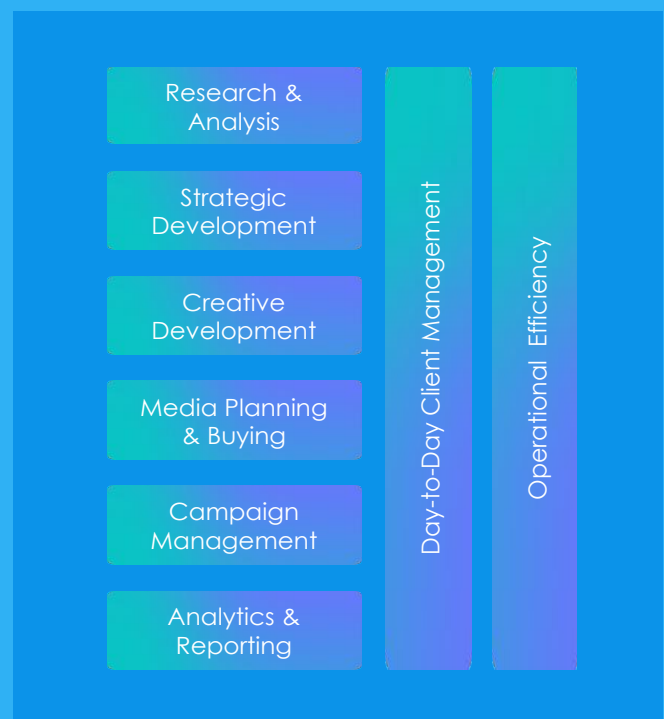 Research &
Analysis
Strategic
Development
Creative
Development
Media Planning
& Buying
Campaign
Management
Analytics &
Reporting
Day-to-Day Client Management
Operational Efficiency